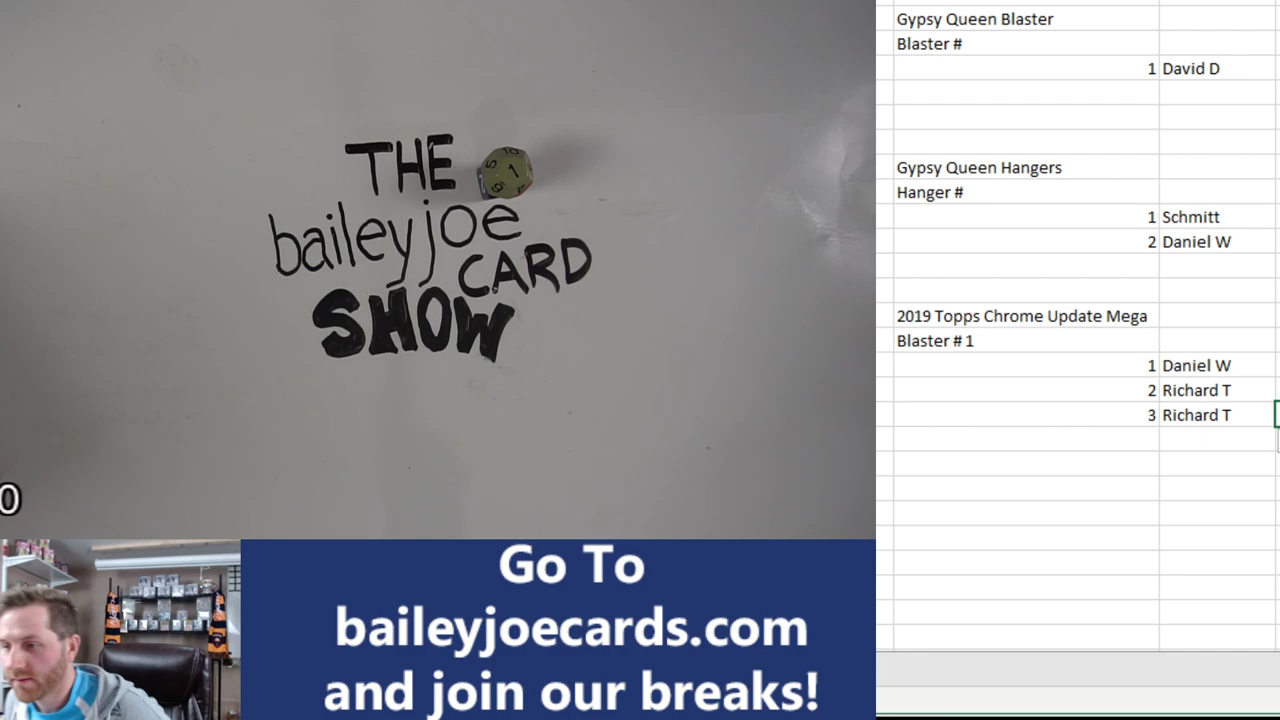 THE
baileyjoe
CARD
SHOW
0
Go To
baileyjoecards.com
and join our breaks!
Gypsy Queen Blaster
Blaster #
1 David D
Gypsy Queen Hangers
Hanger #
1 Schmitt
2 Daniel W
2019 Topps Chrome Update Mega
Blaster # 1
1 Daniel W
2 Richard T
3 Richard T